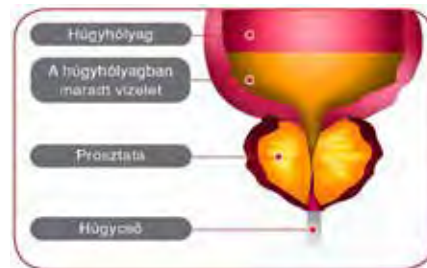 Húgyhólyag
A húgyhólyagban
maradt vizelet
Prosztata
Húgycső